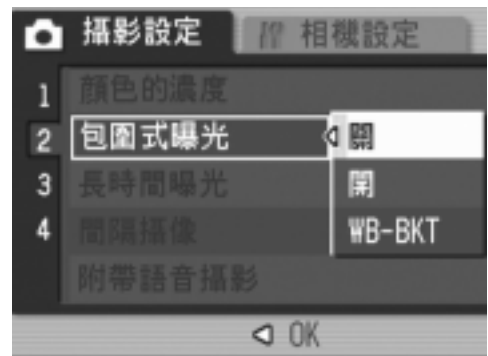 攝影設定 相機設定
1 顏色的濃度
2 包圍式曝光 關
3 長時間曝光 開
4 間隔攝像 WB-BKT
附帶語音攝影
OK